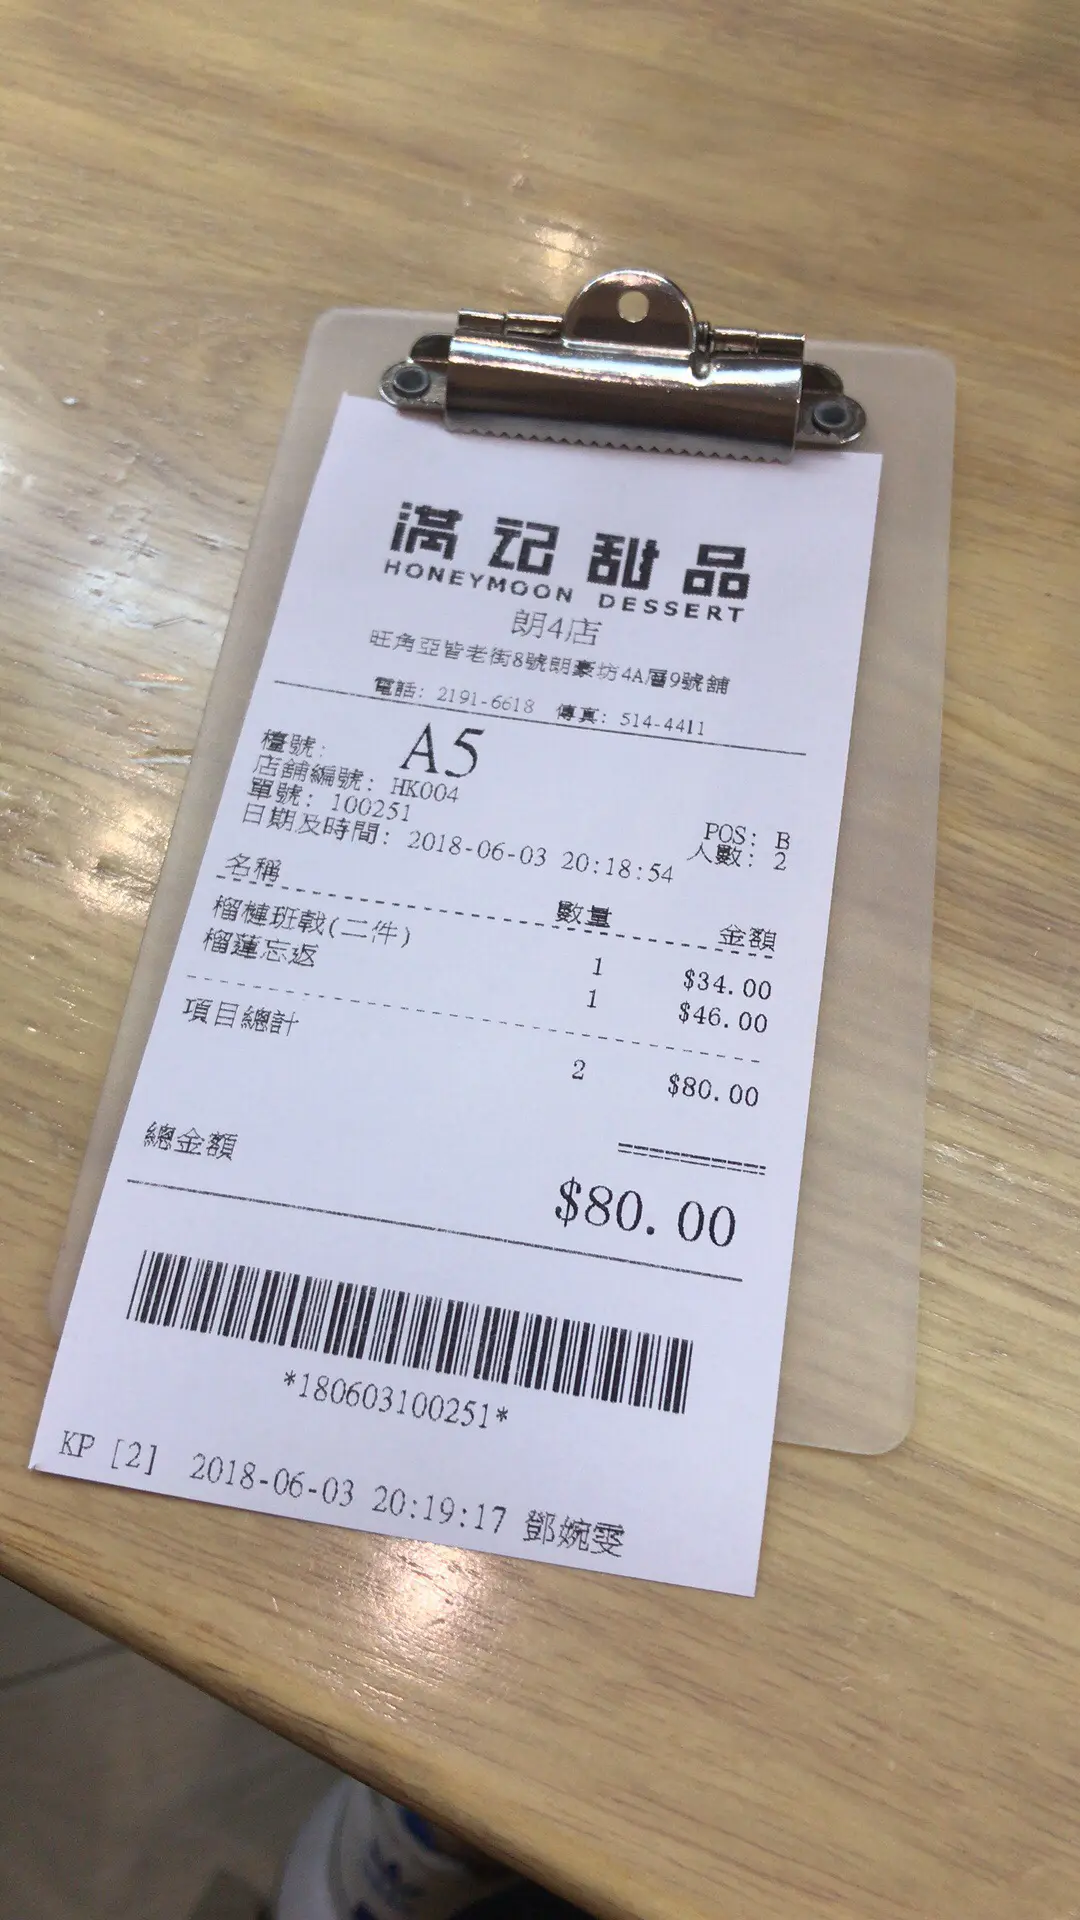 满记甜品
HONEYMOON DESSERT
朗4店
旺角亞皆老街8號朗豪坊4A層9號舖
電話: 2191-6618 傳真: 514-4411
檯號: A5
店舖編號: HK004
單號: 100251 POS: B
日期及時間: 2018-06-03 20:18:54 人數: 2
名稱 數量 金額
榴槤班戟(二件) 1 $34.00
榴蓮忘返 1 $46.00
項目總計 2 $80.00
總金額 $80.00
*180603100251*
KP [2] 2018-06-03 20:19:17 鄧婉雯